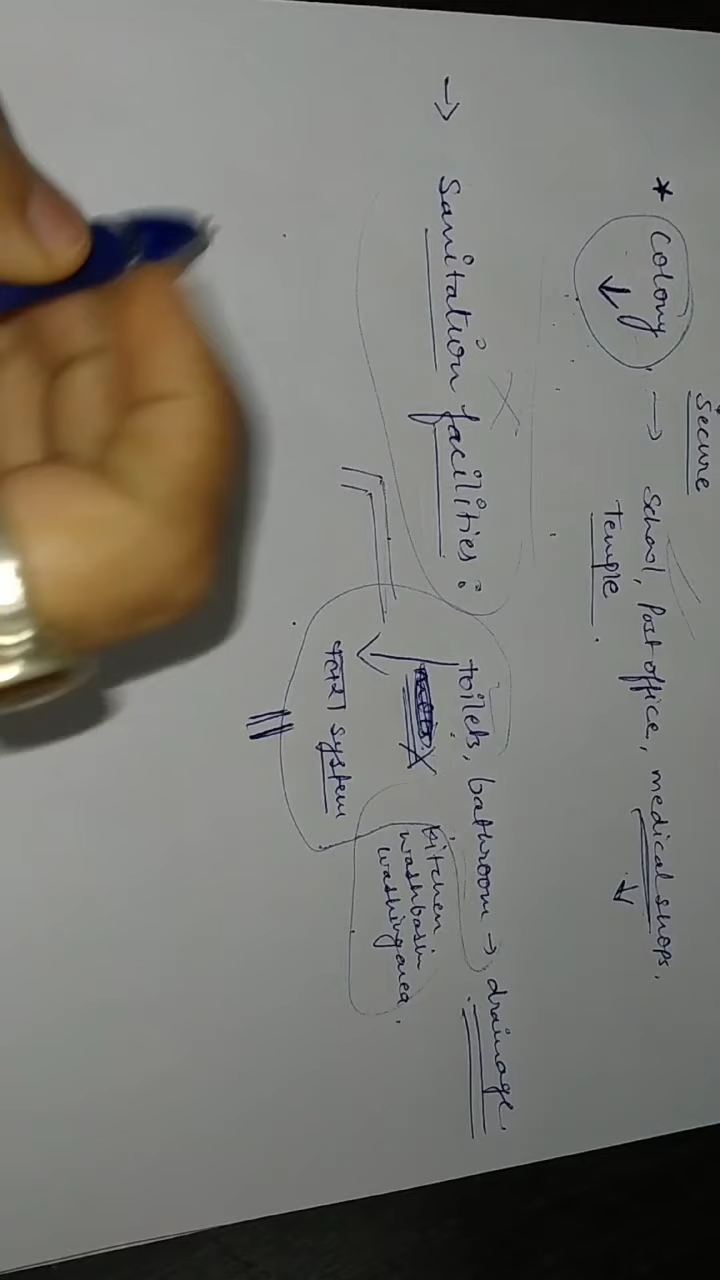 Secure
* Colony → School, Post office, medical shops.
Temple
→ Sanitation facilities : toilets, bathroom → drainage.
kitchen,
washbasin
washing area,
system